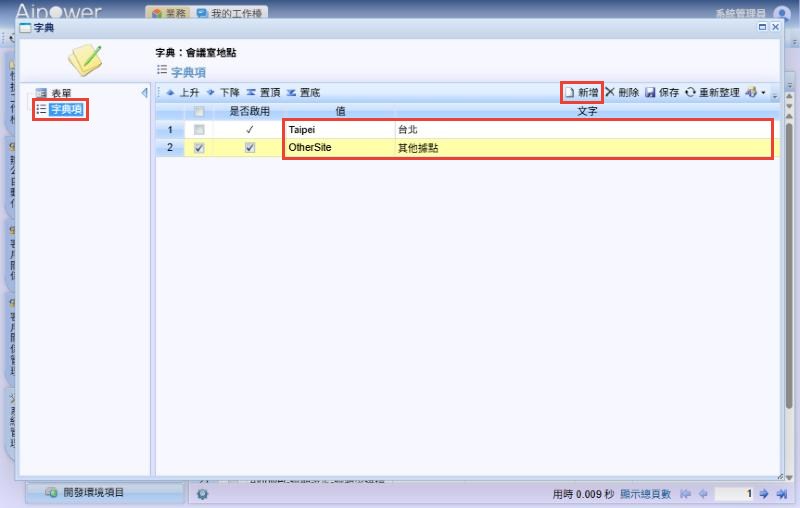 Ainower
業務 我的工作檯
系統管理員
字典
字典：會議室地點
字典項
表單
字典項
上升 下降 置頂 置底 新增 刪除 保存 重新整理
是否啟用 值 文字
1 Taipei 台北
2 OtherSite 其他據點
開發環境項目
用時 0.009 秒 顯示總頁數 1